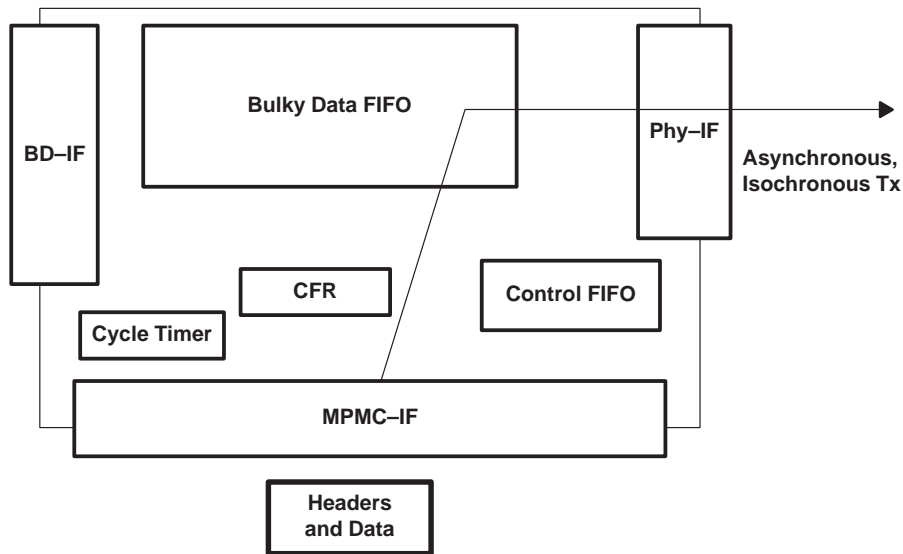 Bulky Data FIFO
BD–IF
Phy–IF
Asynchronous,
Isochronous Tx
CFR
Control FIFO
Cycle Timer
MPMC–IF
Headers
and Data